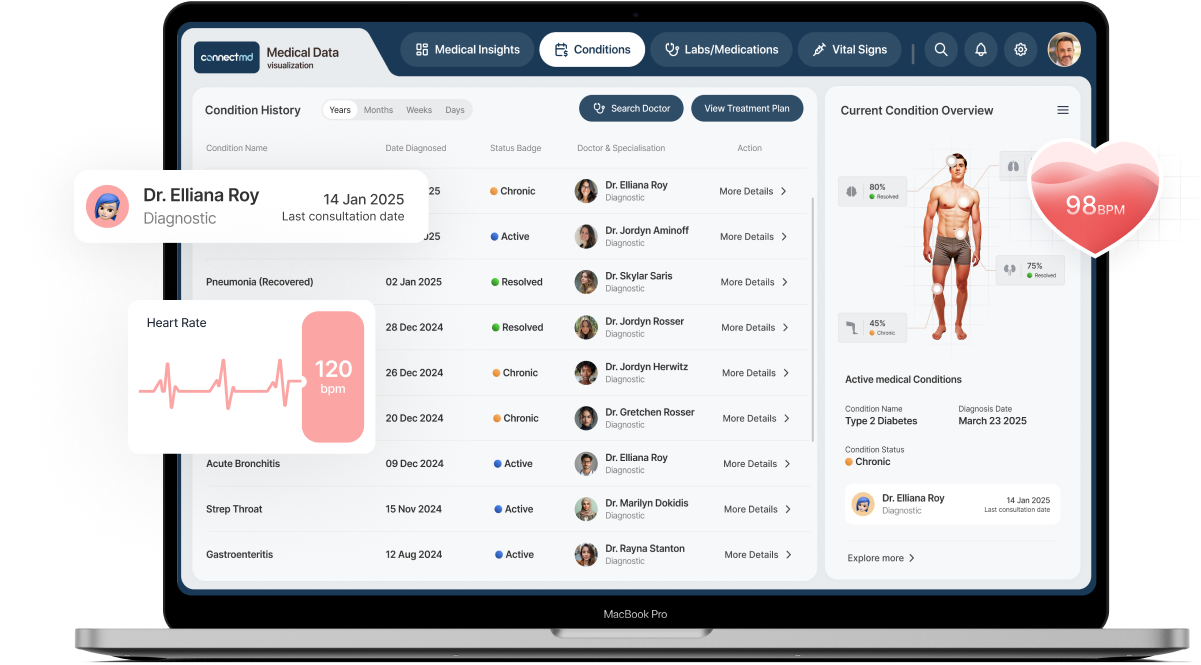 connectmd
Medical Data
visualization
Medical Insights
Conditions
Labs/Medications
Vital Signs
Condition History
Years
Months
Weeks
Days
Search Doctor
View Treatment Plan
Condition Name
Date Diagnosed
Status Badge
Doctor & Specialisation
Action
25
Chronic
Dr. Elliana Roy
Diagnostic
More Details
Dr. Elliana Roy
Diagnostic
14 Jan 2025
Last consultation date
025
Active
Dr. Jordyn Aminoff
Diagnostic
More Details
Pneumonia (Recovered)
02 Jan 2025
Resolved
Dr. Skylar Saris
Diagnostic
More Details
Heart Rate
120
bpm
28 Dec 2024
Resolved
Dr. Jordyn Rosser
Diagnostic
More Details
26 Dec 2024
Chronic
Dr. Jordyn Herwitz
Diagnostic
More Details
20 Dec 2024
Chronic
Dr. Gretchen Rosser
Diagnostic
More Details
Acute Bronchitis
09 Dec 2024
Active
Dr. Elliana Roy
Diagnostic
More Details
Strep Throat
15 Nov 2024
Active
Dr. Marilyn Dokidis
Diagnostic
More Details
Gastroenteritis
12 Aug 2024
Active
Dr. Rayna Stanton
Diagnostic
More Details
Current Condition Overview
80%
Resolved
98BPM
75%
Resolved
45%
Chronic
Active medical Conditions
Condition Name
Type 2 Diabetes
Diagnosis Date
March 23 2025
Condition Status
Chronic
Dr. Elliana Roy
Diagnostic
14 Jan 2025
Last consultation date
Explore more
MacBook Pro